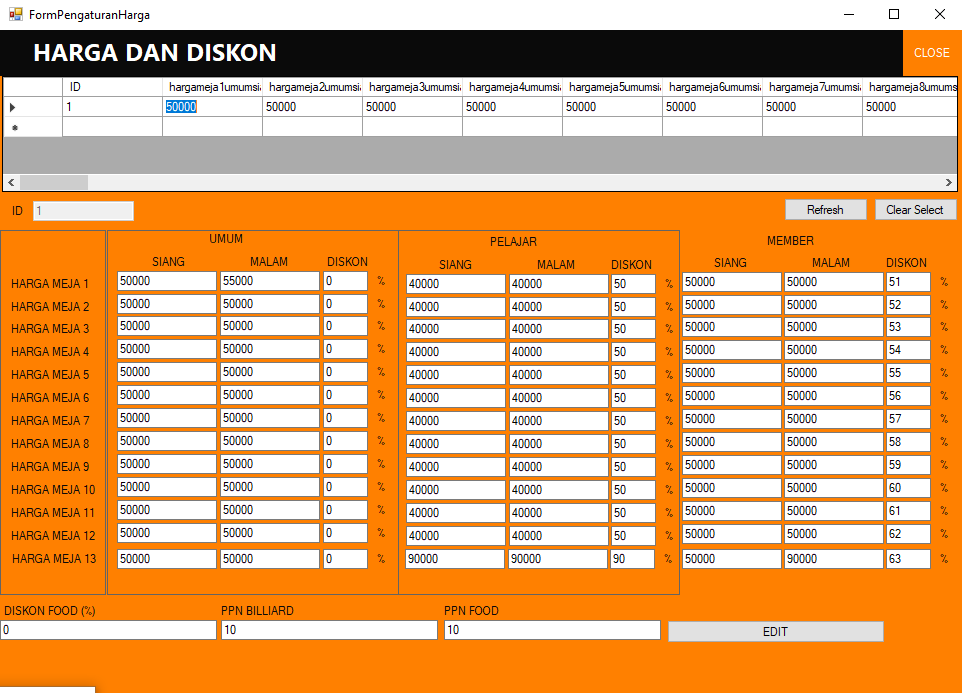 FormPengaturanHarga
HARGA DAN DISKON
CLOSE
ID hargameja1umumsia hargameja2umumsia hargameja3umumsia hargameja4umumsia hargameja5umumsia hargameja6umumsia hargameja7umumsia hargameja8umums
1 50000 50000 50000 50000 50000 50000 50000 50000
ID 1 Refresh Clear Select
UMUM PELAJAR MEMBER
SIANG MALAM DISKON SIANG MALAM DISKON SIANG MALAM DISKON
HARGA MEJA 1 50000 55000 0 % 40000 40000 50 % 50000 50000 51 %
HARGA MEJA 2 50000 50000 0 % 40000 40000 50 % 50000 50000 52 %
HARGA MEJA 3 50000 50000 0 % 40000 40000 50 % 50000 50000 53 %
HARGA MEJA 4 50000 50000 0 % 40000 40000 50 % 50000 50000 54 %
HARGA MEJA 5 50000 50000 0 % 40000 40000 50 % 50000 50000 55 %
HARGA MEJA 6 50000 50000 0 % 40000 40000 50 % 50000 50000 56 %
HARGA MEJA 7 50000 50000 0 % 40000 40000 50 % 50000 50000 57 %
HARGA MEJA 8 50000 50000 0 % 40000 40000 50 % 50000 50000 58 %
HARGA MEJA 9 50000 50000 0 % 40000 40000 50 % 50000 50000 59 %
HARGA MEJA 10 50000 50000 0 % 40000 40000 50 % 50000 50000 60 %
HARGA MEJA 11 50000 50000 0 % 40000 40000 50 % 50000 50000 61 %
HARGA MEJA 12 50000 50000 0 % 40000 40000 50 % 50000 50000 62 %
HARGA MEJA 13 50000 50000 0 % 90000 90000 90 % 50000 90000 63 %
DISKON FOOD (%) PPN BILLIARD PPN FOOD
0 10 10 EDIT